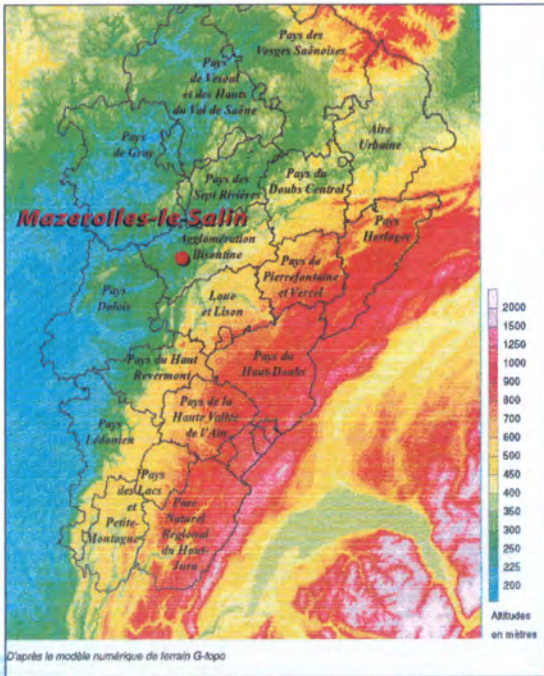 Pays des
Vosges Saônoises
Pays
de Vesoul
et des Hauts
du Val de Saône
Aire
Urbaine
Pays
de Gray
Pays des
Sept Rivières
Pays du
Doubs Central
Mazerolles-le-Salin
Pays
Horloger
Agglomération
Bisontine
Pays de
Pierrefontaine
et Vercel
Pays
Dolois
Loue
et Lison
Pays du Haut
Revermont
Pays du
Haut-Doubs
Pays de la
Haute Vallée
de l'Ain
Pays
Lédonien
Pays
des Lacs
et
Petite-
Montagne
Parc
Naturel
Régional
du Haut-
Jura
2000
1500
1250
1000
900
800
700
600
500
450
400
350
300
250
225
200
Altitudes
en mètres
D'après le modèle numérique de terrain G-topo